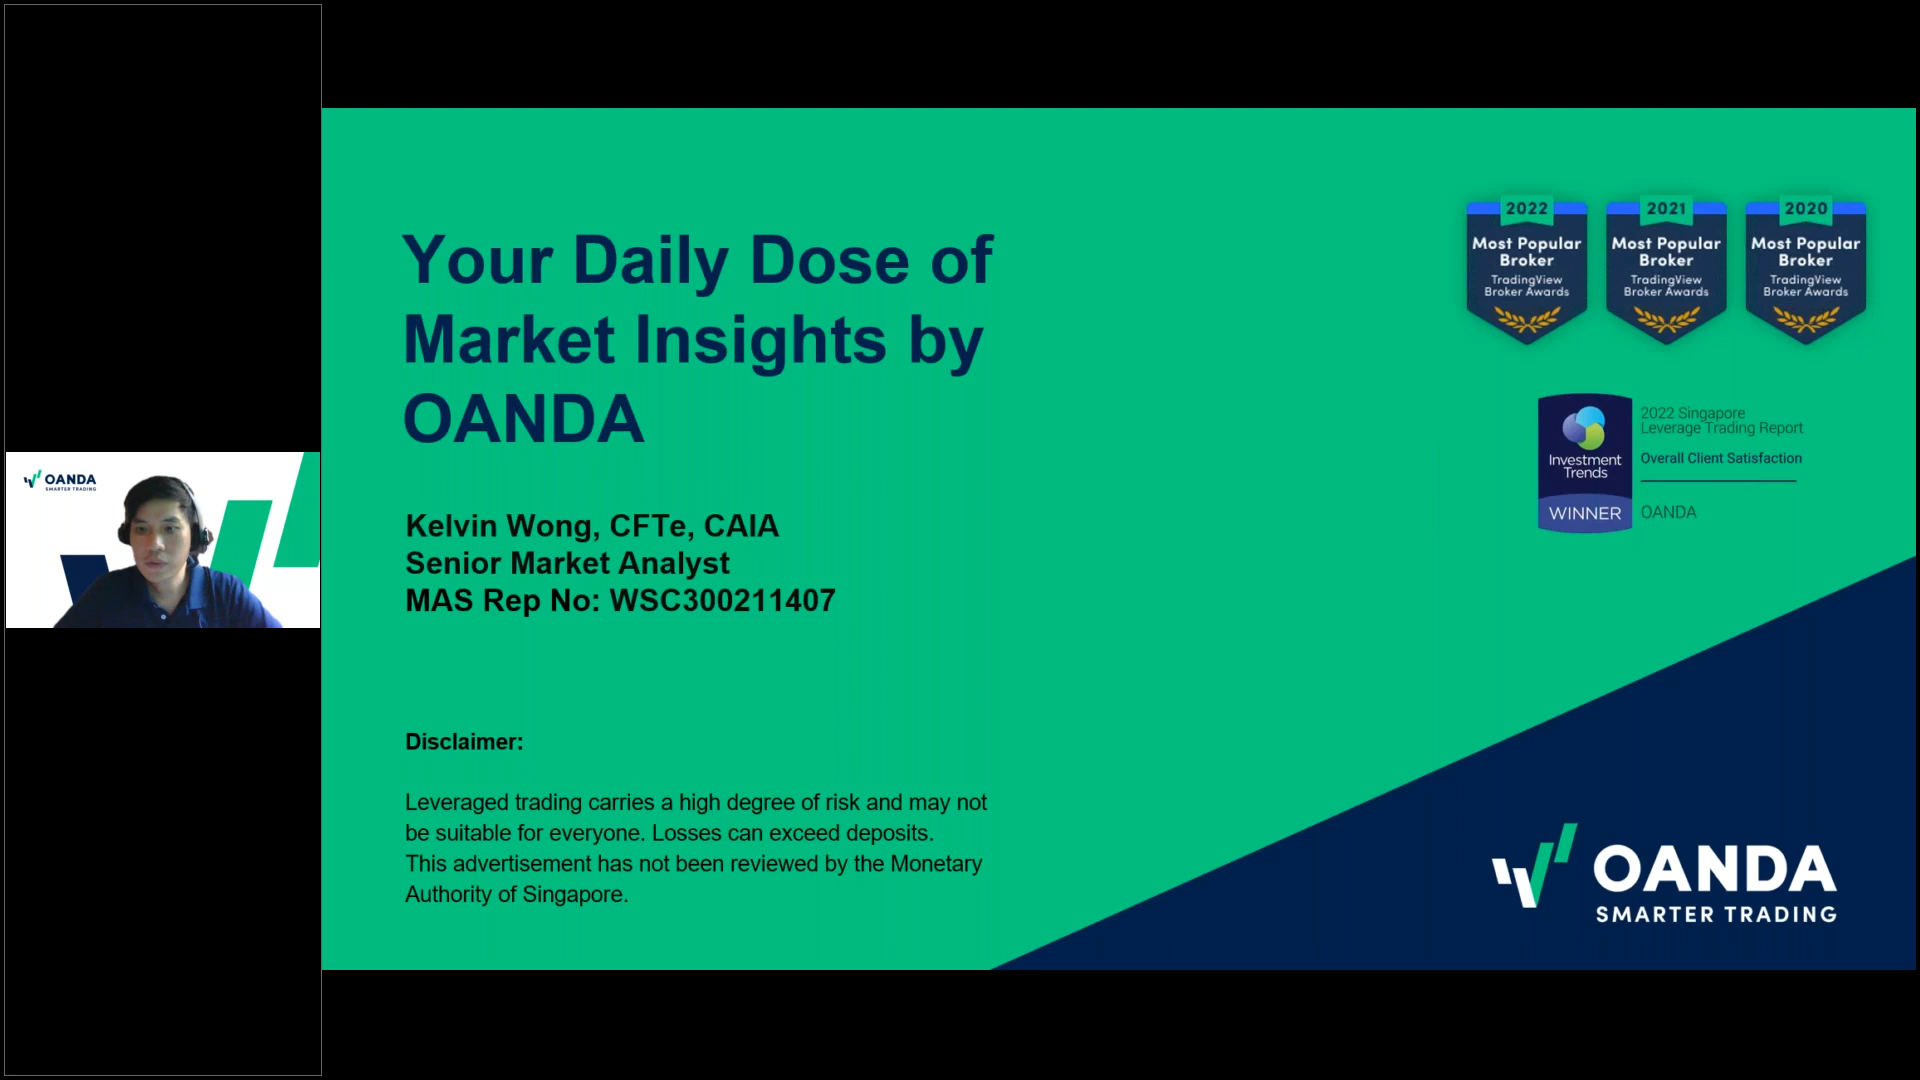 OANDA
SMARTER TRADING
Your Daily Dose of
Market Insights by
OANDA
Kelvin Wong, CFTe, CAIA
Senior Market Analyst
MAS Rep No: WSC300211407
Disclaimer:
Leveraged trading carries a high degree of risk and may not
be suitable for everyone. Losses can exceed deposits.
This advertisement has not been reviewed by the Monetary
Authority of Singapore.
2022
Most Popular
Broker
TradingView
Broker Awards
2021
Most Popular
Broker
TradingView
Broker Awards
2020
Most Popular
Broker
TradingView
Broker Awards
Investment
Trends
WINNER
2022 Singapore
Leverage Trading Report
Overall Client Satisfaction
OANDA
OANDA
SMARTER TRADING